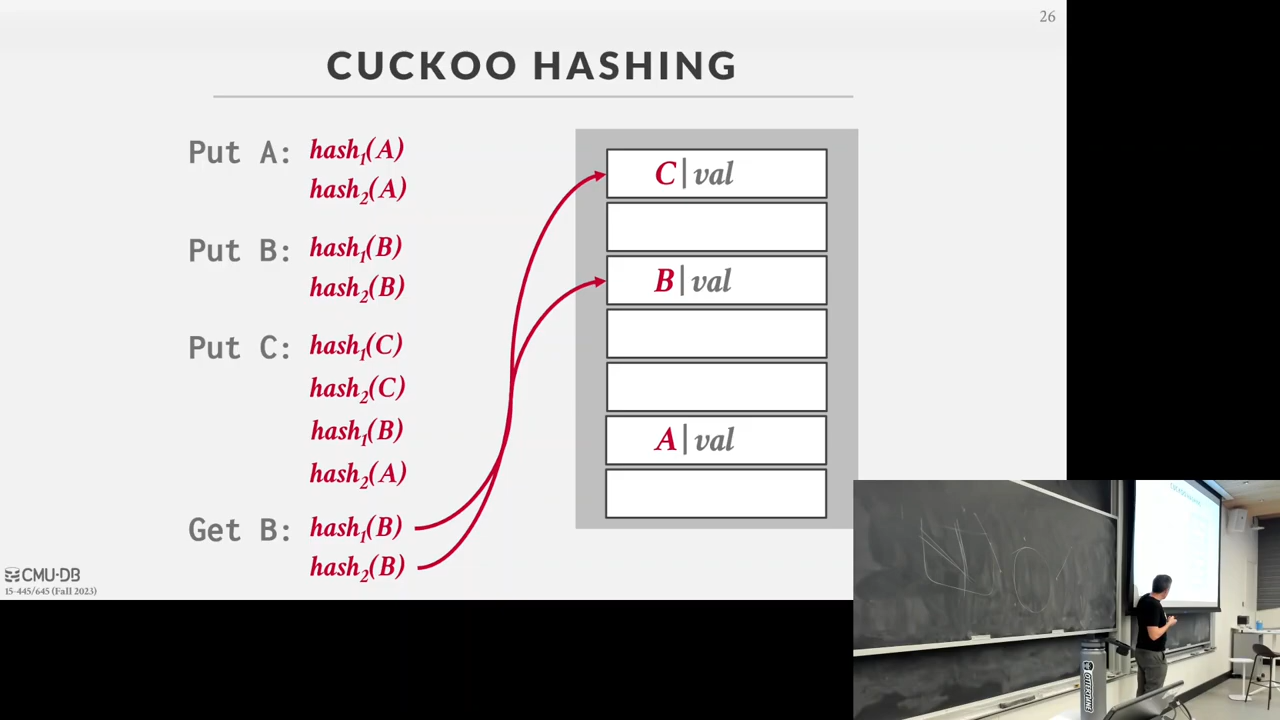 26
CUCKOO HASHING
Put A: hash1(A)
hash2(A)
Put B: hash1(B)
hash2(B)
Put C: hash1(C)
hash2(C)
hash1(B)
hash2(A)
Get B: hash1(B)
hash2(B)
C|val
B|val
A|val
CMU·DB
15-445/645 (Fall 2023)
OTTERTUNE